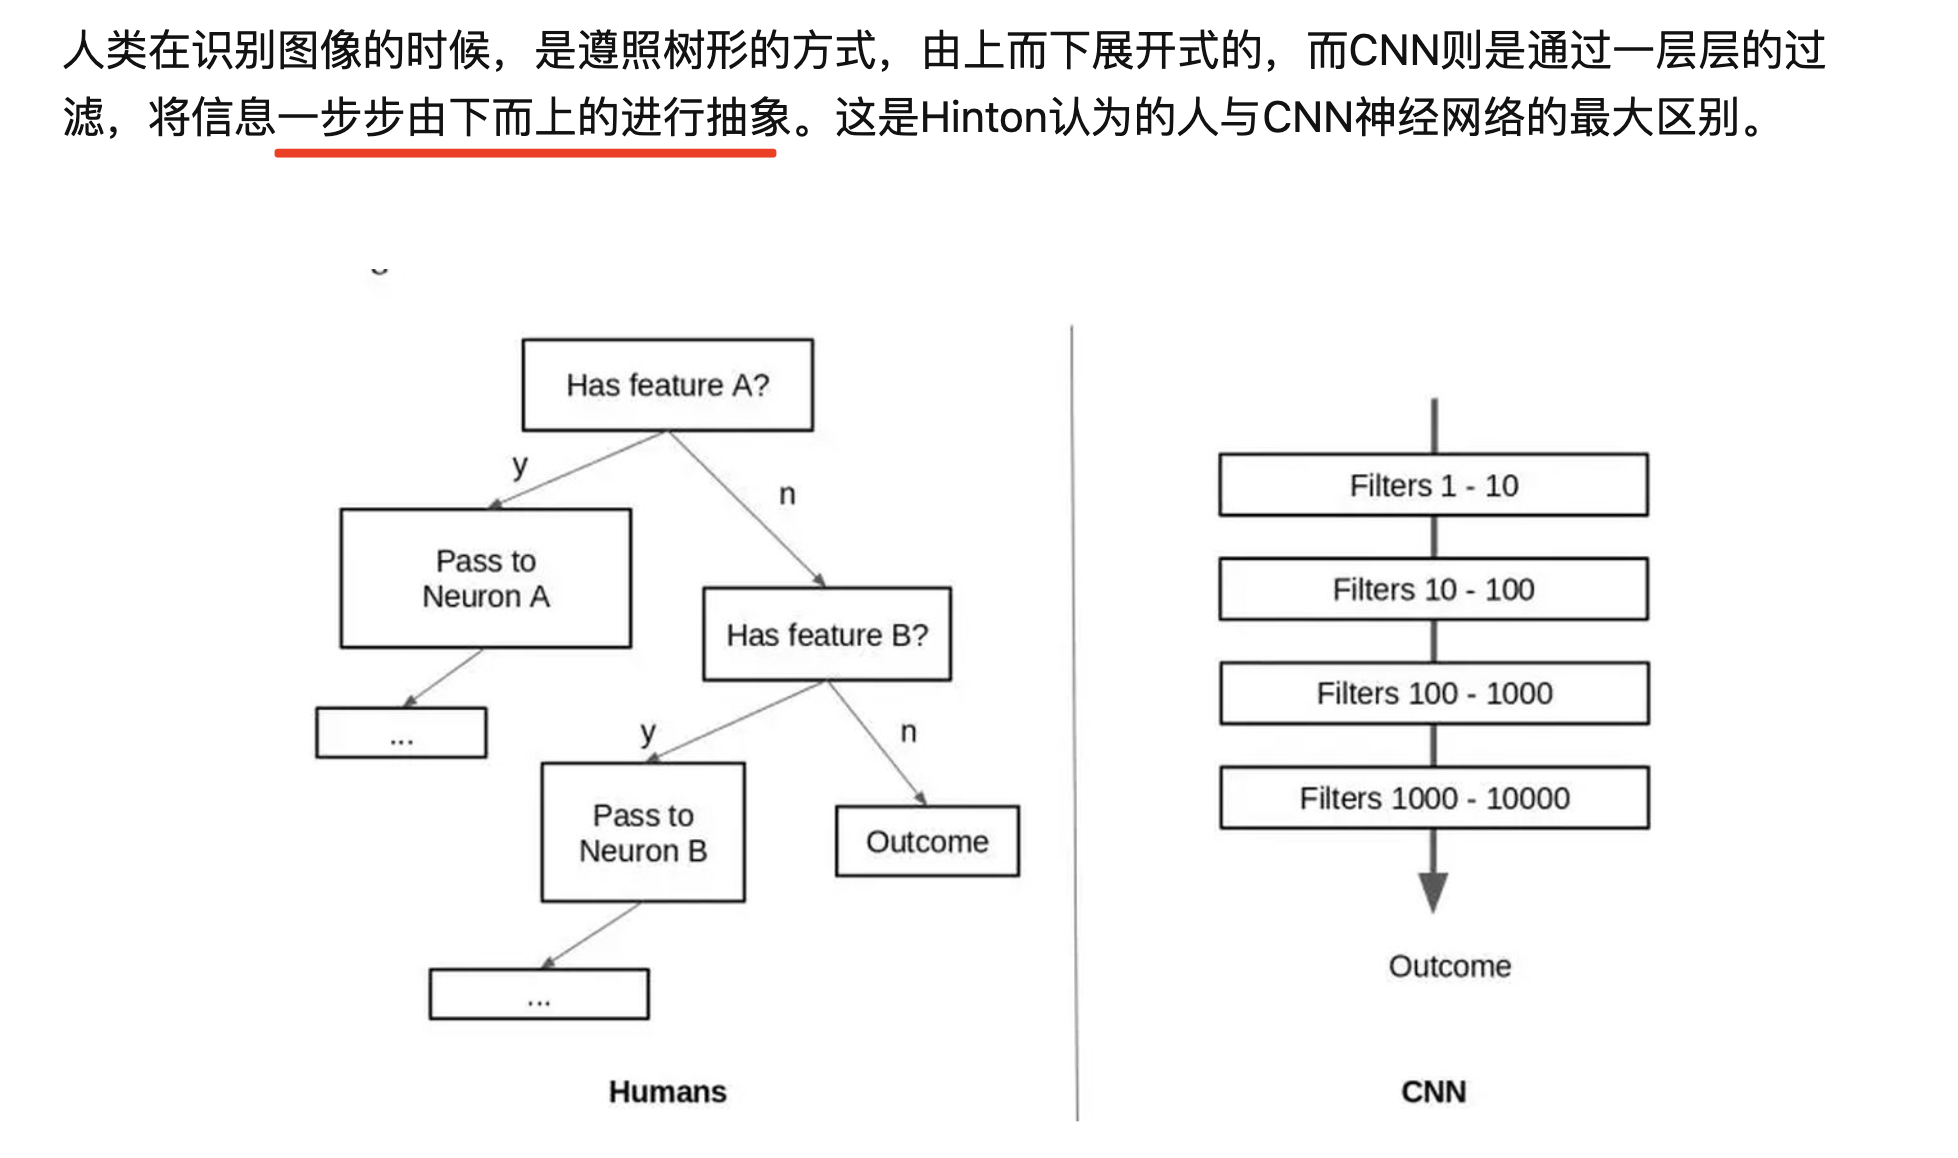 人类在识别图像的时候，是遵照树形的方式，由上而下展开式的，而CNN则是通过一层层的过
滤，将信息一步步由下而上的进行抽象。这是Hinton认为的人与CNN神经网络的最大区别。
Has feature A?
y
n
Pass to
Neuron A
Has feature B?
...
y
n
Pass to
Neuron B
Outcome
...
Humans
Filters 1 - 10
Filters 10 - 100
Filters 100 - 1000
Filters 1000 - 10000
Outcome
CNN